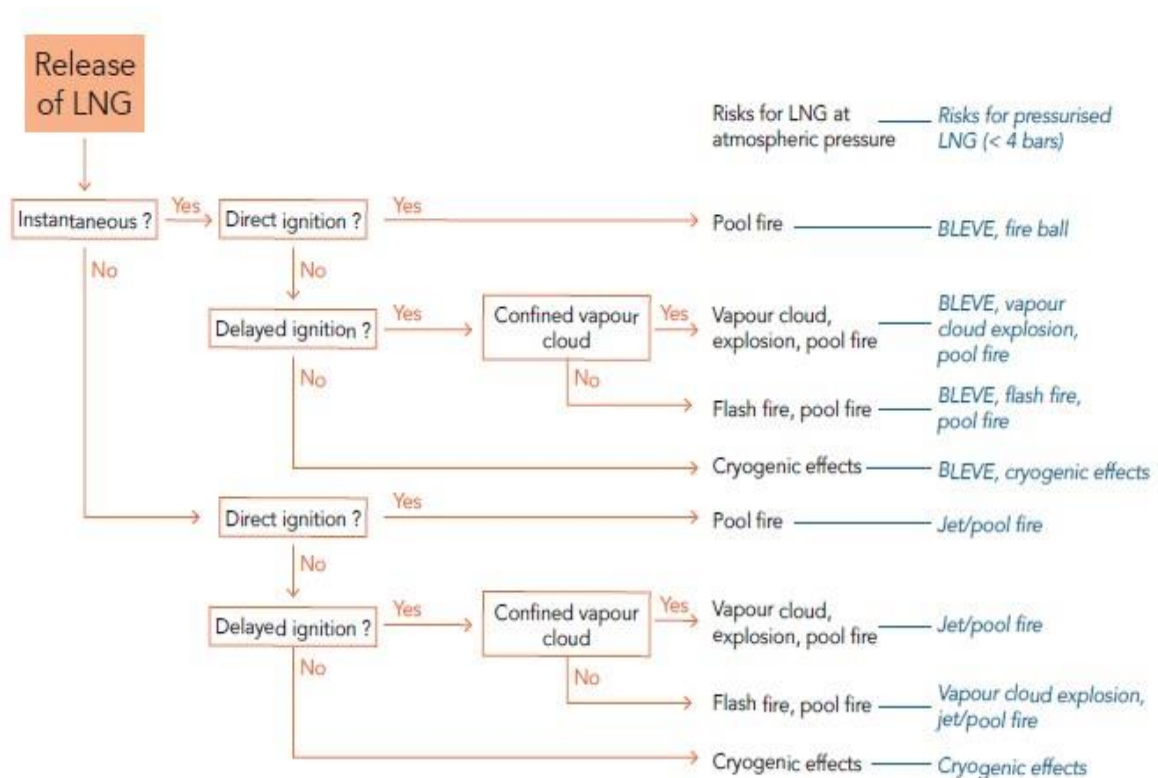 Release
of LNG
Risks for LNG at
atmospheric pressure
Risks for pressurised
LNG (< 4 bars)
Instantaneous ?
Yes
Direct ignition ?
Yes
Pool fire
BLEVE, fire ball
No
No
Delayed ignition ?
Yes
Confined vapour
cloud
Yes
Vapour cloud,
explosion, pool fire
BLEVE, vapour
cloud explosion,
pool fire
No
No
Flash fire, pool fire
BLEVE, flash fire,
pool fire
Cryogenic effects
BLEVE, cryogenic effects
Direct ignition ?
Yes
Pool fire
Jet/pool fire
No
Delayed ignition ?
Yes
Confined vapour
cloud
Yes
Vapour cloud,
explosion, pool fire
Jet/pool fire
No
No
Flash fire, pool fire
Vapour cloud explosion,
jet/pool fire
Cryogenic effects
Cryogenic effects